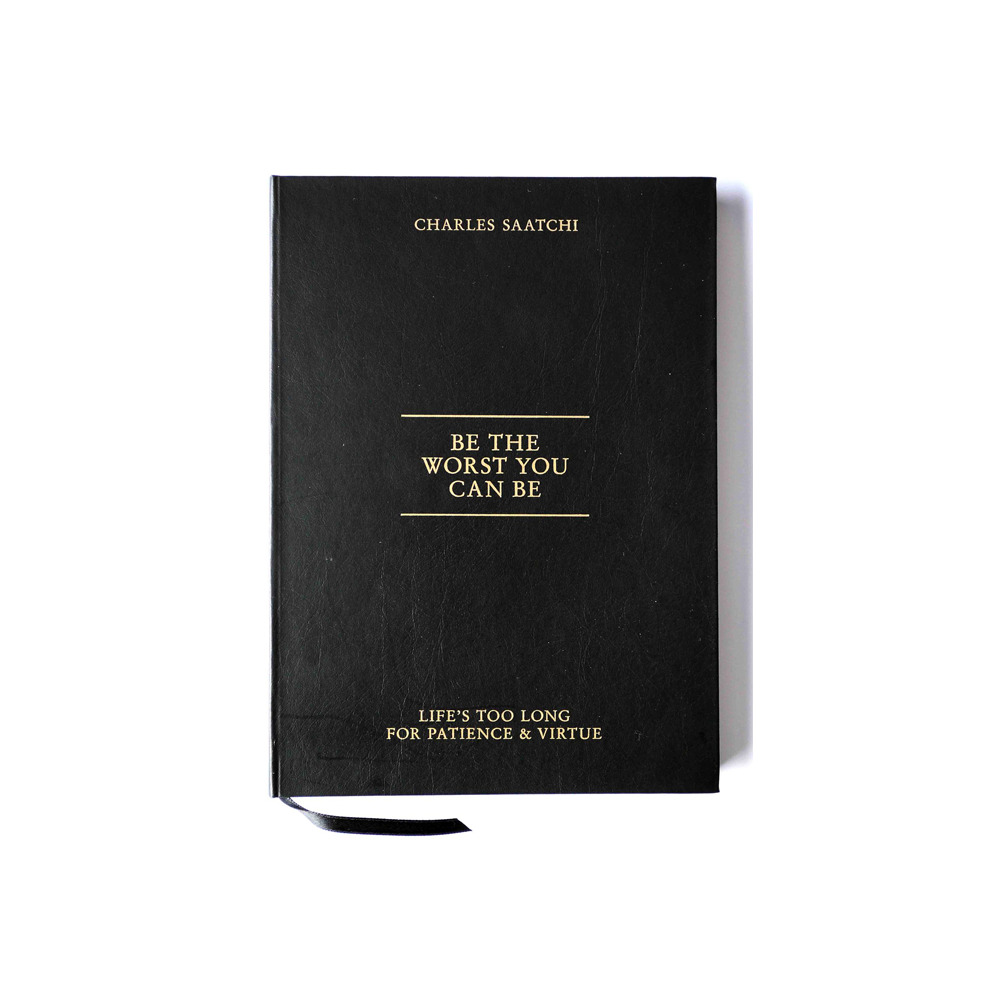 CHARLES SAATCHI
BE THE
WORST YOU
CAN BE
LIFE'S TOO LONG
FOR PATIENCE & VIRTUE